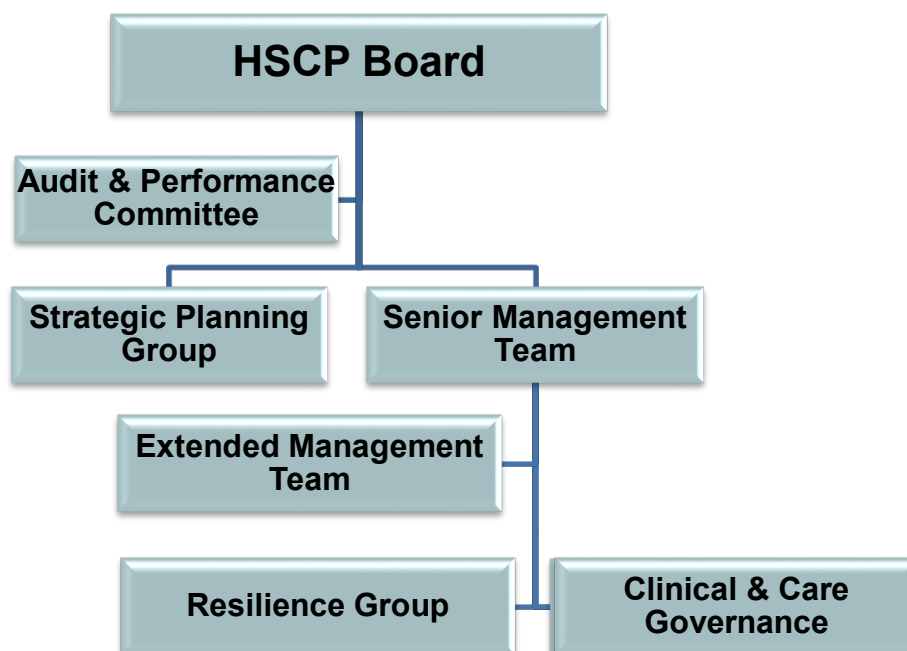 HSCP Board
Audit & Performance
Committee
Strategic Planning
Group
Senior Management
Team
Extended Management
Team
Resilience Group
Clinical & Care
Governance